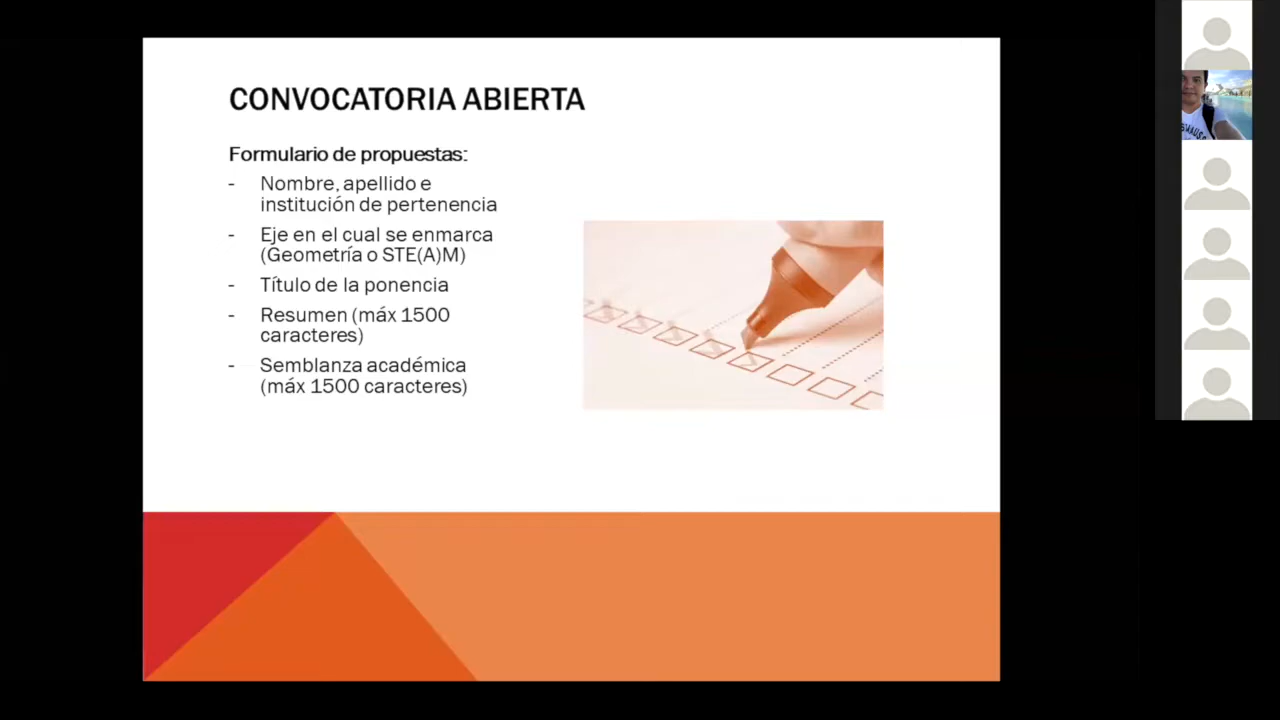 CONVOCATORIA ABIERTA
Formulario de propuestas:
- Nombre, apellido e
institución de pertenencia
- Eje en el cual se enmarca
(Geometría o STE(A)M)
- Título de la ponencia
- Resumen (máx 1500
caracteres)
- Semblanza académica
(máx 1500 caracteres)